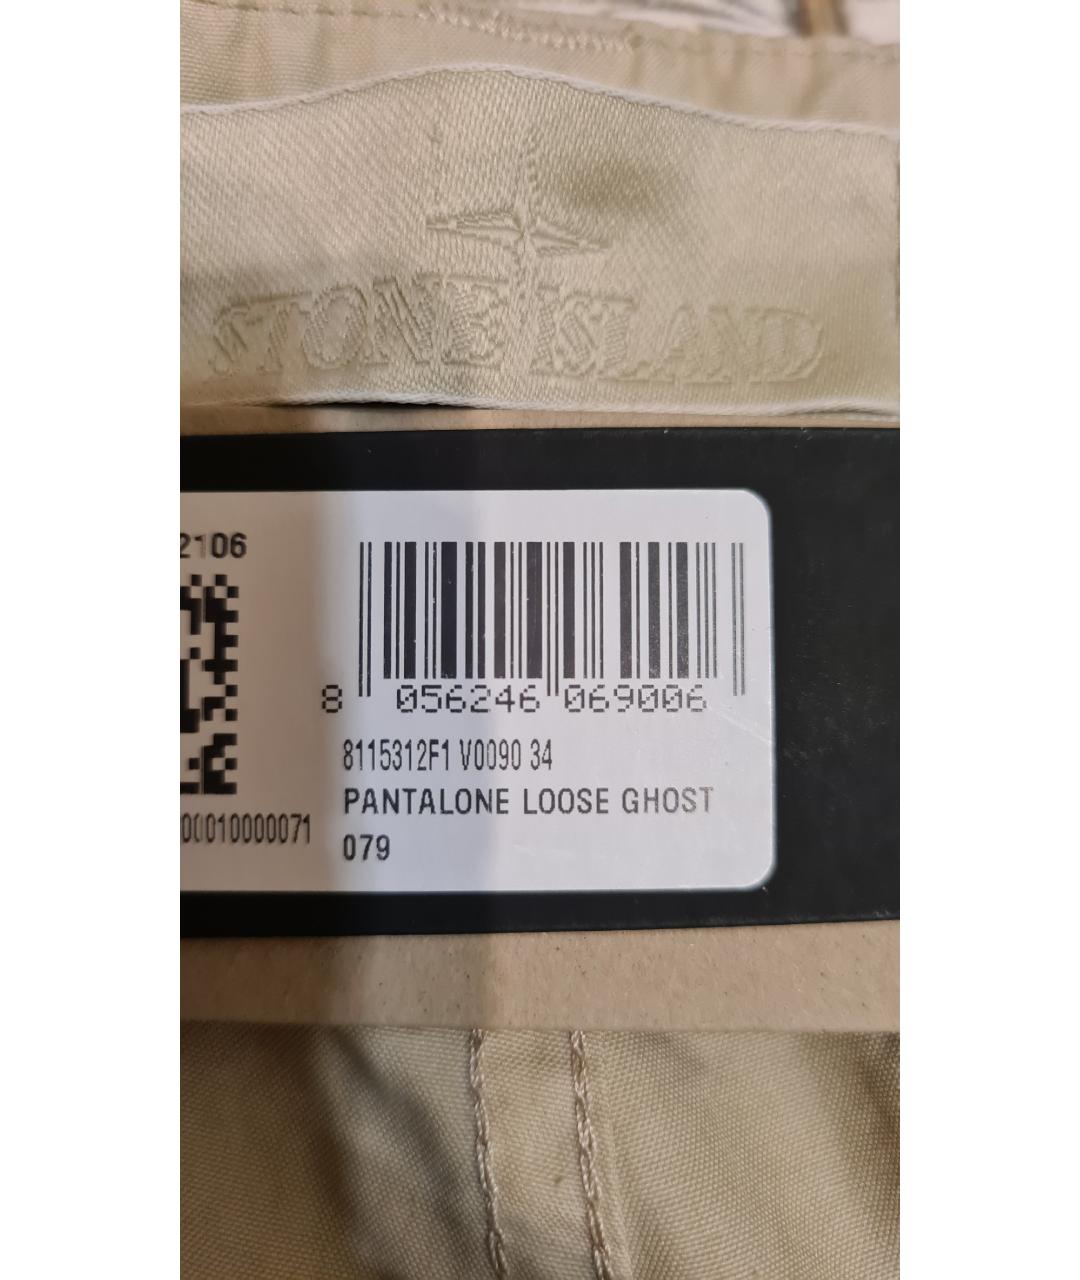 STONE ISLAND
2106
8 056246 069006
8115312F1 V0090 34
PANTALONE LOOSE GHOST
00010000071
079